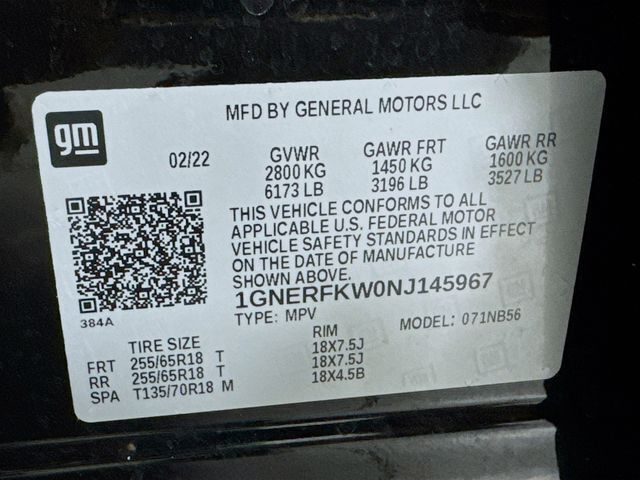 MFD BY GENERAL MOTORS LLC
gm
02/22 GVWR GAWR FRT GAWR RR
2800 KG 1450 KG 1600 KG
6173 LB 3196 LB 3527 LB
THIS VEHICLE CONFORMS TO ALL
APPLICABLE U.S. FEDERAL MOTOR
VEHICLE SAFETY STANDARDS IN EFFECT
ON THE DATE OF MANUFACTURE
SHOWN ABOVE.
384A
1GNERFKW0NJ145967
TYPE: MPV MODEL: 071NB56
TIRE SIZE RIM
FRT 255/65R18 T 18X7.5J
RR 255/65R18 T 18X7.5J
SPA T135/70R18 M 18X4.5B